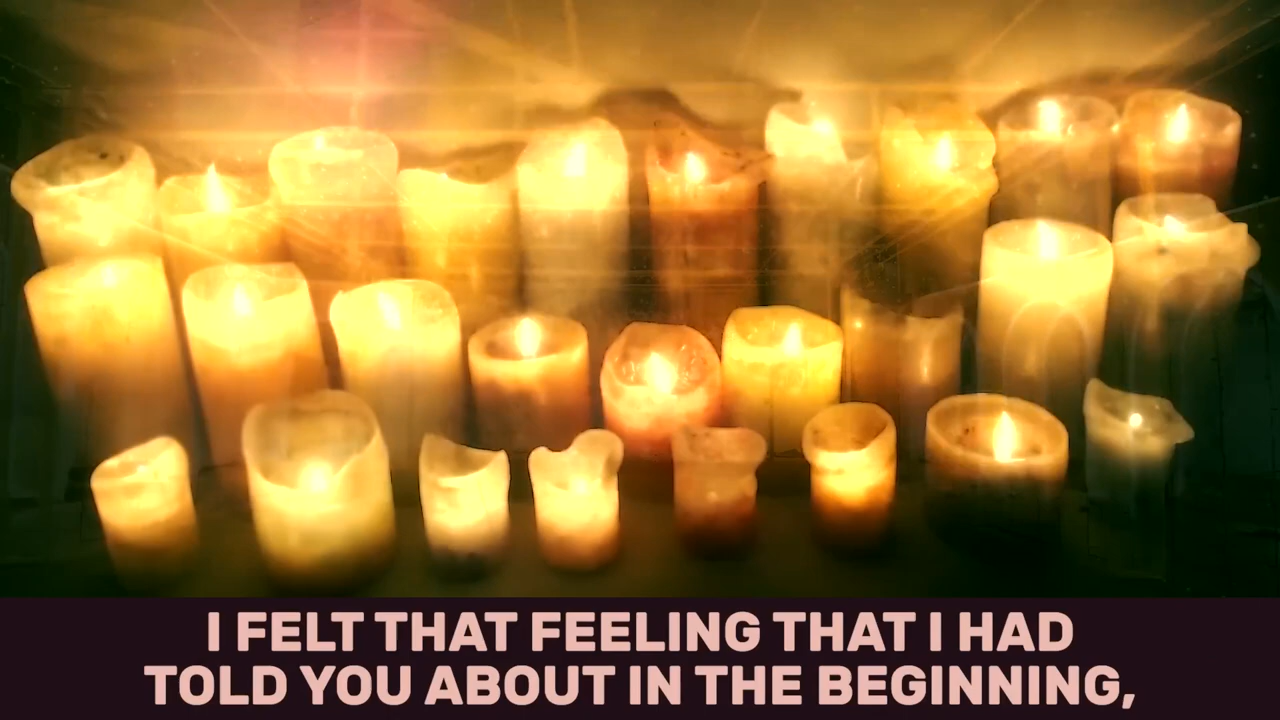 I FELT THAT FEELING THAT I HAD
TOLD YOU ABOUT IN THE BEGINNING,